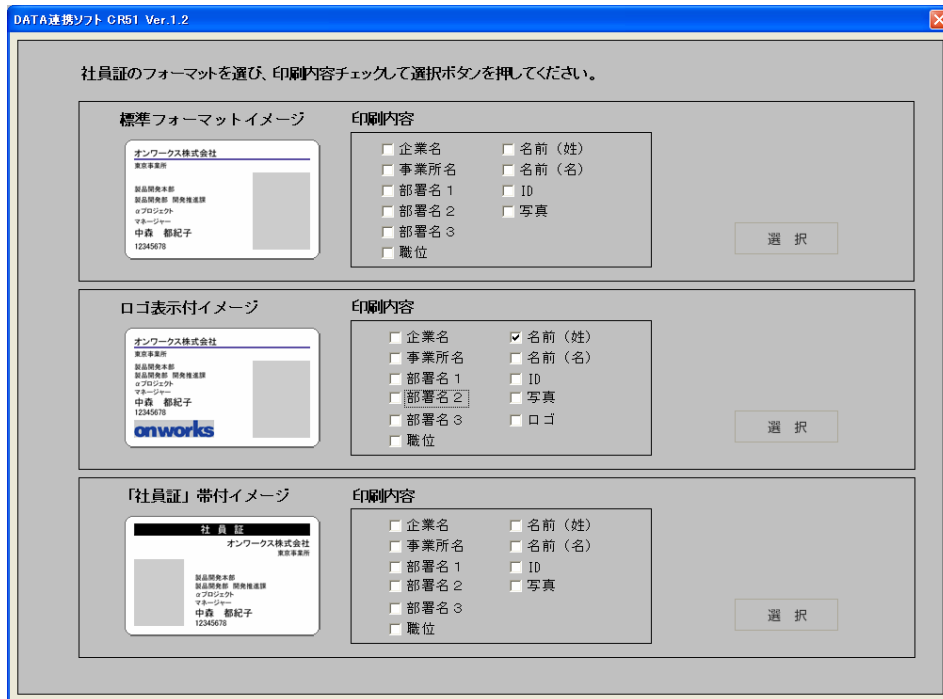 DATA連携ソフト CR51 Ver.1.2
社員証のフォーマットを選び、印刷内容チェックして選択ボタンを押してください。
標準フォーマットイメージ
オンワークス株式会社
東京事業所
製品開発本部
製品開発部 開発推進課
αプロジェクト
マネージャー
中森 都紀子
12345678
印刷内容
企業名
事業所名
部署名1
部署名2
部署名3
職位
名前(姓)
名前(名)
ID
写真
選 択
ロゴ表示付イメージ
オンワークス株式会社
東京事業所
製品開発本部
製品開発部 開発推進課
αプロジェクト
マネージャー
中森 都紀子
12345678
onworks
印刷内容
企業名
事業所名
部署名1
部署名2
部署名3
職位
名前(姓)
名前(名)
ID
写真
ロゴ
選 択
「社員証」帯付イメージ
社 員 証
オンワークス株式会社
東京事業所
製品開発本部
製品開発部 開発推進課
αプロジェクト
マネージャー
中森 都紀子
12345678
印刷内容
企業名
事業所名
部署名1
部署名2
部署名3
職位
名前(姓)
名前(名)
ID
写真
選 択